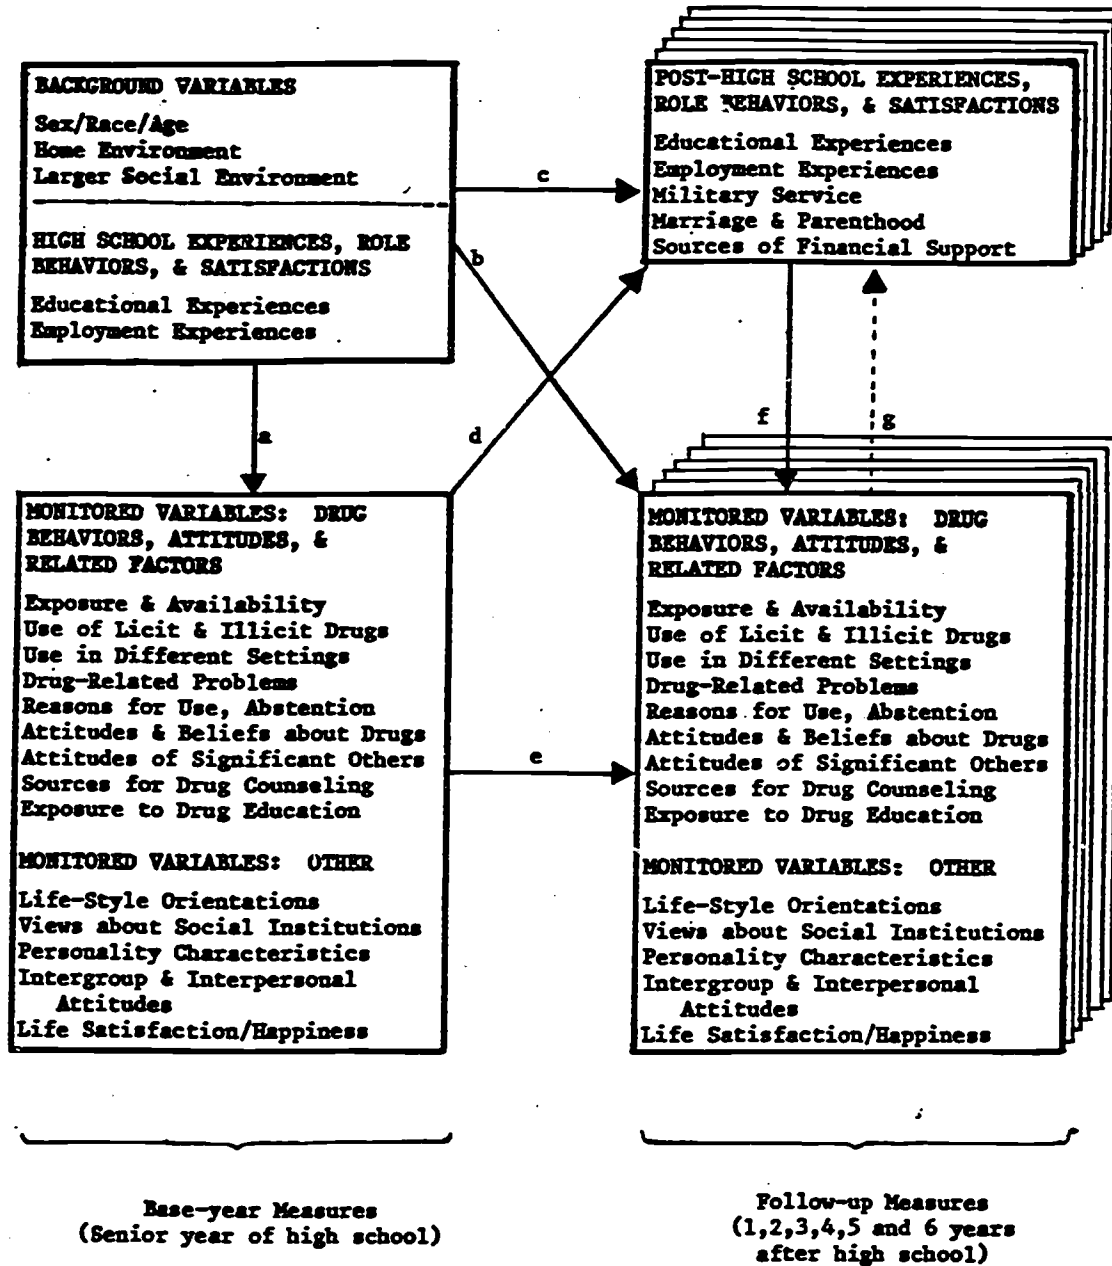 BACKGROUND VARIABLES
Sex/Race/Age
Home Environment
Larger Social Environment
HIGH SCHOOL EXPERIENCES, ROLE
BEHAVIORS, & SATISFACTIONS
Educational Experiences
Employment Experiences
POST-HIGH SCHOOL EXPERIENCES,
ROLE BEHAVIORS, & SATISFACTIONS
Educational Experiences
Employment Experiences
Military Service
Marriage & Parenthood
Sources of Financial Support
c
b
a
d
f
g
e
MONITORED VARIABLES: DRUG
BEHAVIORS, ATTITUDES, &
RELATED FACTORS
Exposure & Availability
Use of Licit & Illicit Drugs
Use in Different Settings
Drug-Related Problems
Reasons for Use, Abstention
Attitudes & Beliefs about Drugs
Attitudes of Significant Others
Sources for Drug Counseling
Exposure to Drug Education
MONITORED VARIABLES: OTHER
Life-Style Orientations
Views about Social Institutions
Personality Characteristics
Intergroup & Interpersonal
Attitudes
Life Satisfaction/Happiness
MONITORED VARIABLES: DRUG
BEHAVIORS, ATTITUDES, &
RELATED FACTORS
Exposure & Availability
Use of Licit & Illicit Drugs
Use in Different Settings
Drug-Related Problems
Reasons for Use, Abstention
Attitudes & Beliefs about Drugs
Attitudes of Significant Others
Sources for Drug Counseling
Exposure to Drug Education
MONITORED VARIABLES: OTHER
Life-Style Orientations
Views about Social Institutions
Personality Characteristics
Intergroup & Interpersonal
Attitudes
Life Satisfaction/Happiness
Base-year Measures
(Senior year of high school)
Follow-up Measures
(1,2,3,4,5 and 6 years
after high school)